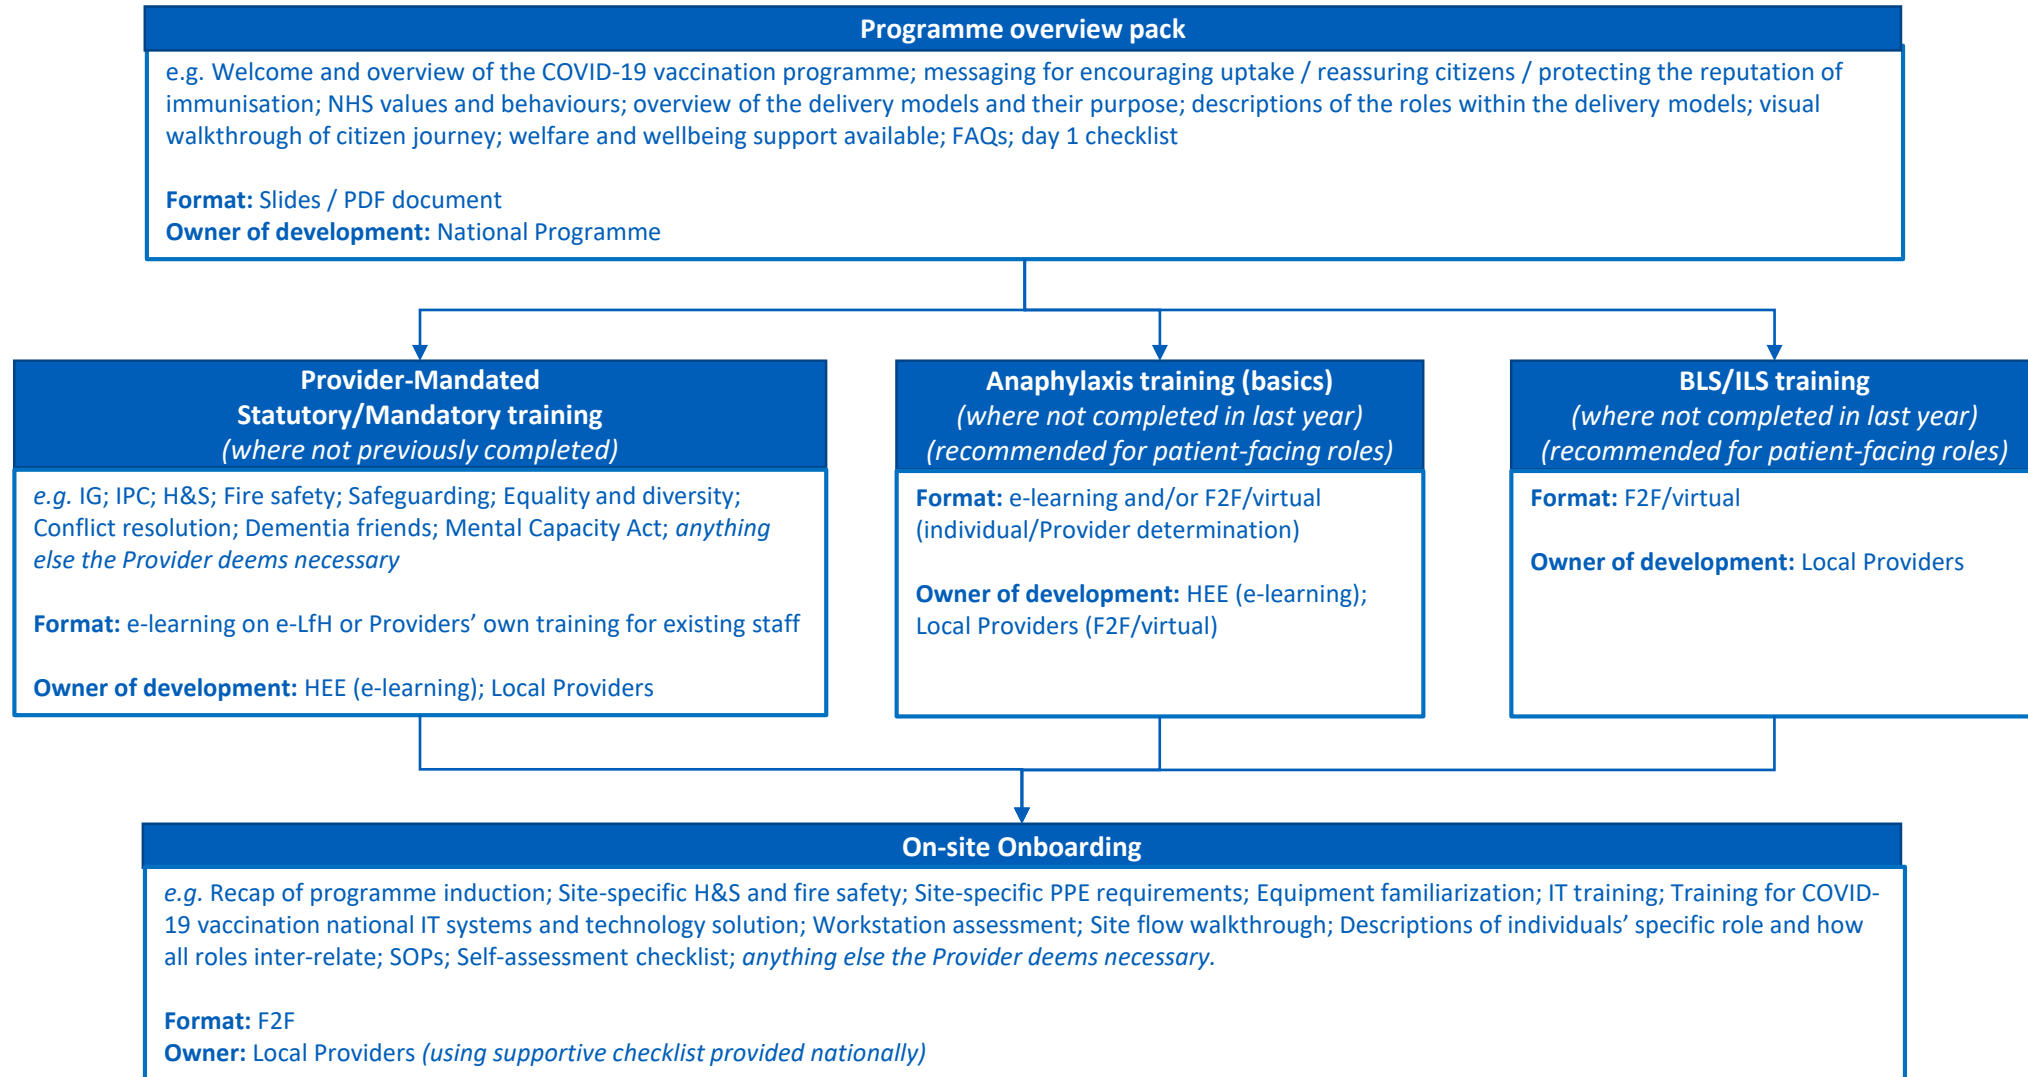 Programme overview pack
e.g. Welcome and overview of the COVID-19 vaccination programme; messaging for encouraging uptake / reassuring citizens / protecting the reputation of
immunisation; NHS values and behaviours; overview of the delivery models and their purpose; descriptions of the roles within the delivery models; visual
walkthrough of citizen journey; welfare and wellbeing support available; FAQs; day 1 checklist
Format: Slides / PDF document
Owner of development: National Programme
Provider-Mandated
Statutory/Mandatory training
(where not previously completed)
e.g. IG; IPC; H&S; Fire safety; Safeguarding; Equality and diversity;
Conflict resolution; Dementia friends; Mental Capacity Act; anything
else the Provider deems necessary
Format: e-learning on e-LfH or Providers’ own training for existing staff
Owner of development: HEE (e-learning); Local Providers
Anaphylaxis training (basics)
(where not completed in last year)
(recommended for patient-facing roles)
Format: e-learning and/or F2F/virtual
(individual/Provider determination)
Owner of development: HEE (e-learning);
Local Providers (F2F/virtual)
BLS/ILS training
(where not completed in last year)
(recommended for patient-facing roles)
Format: F2F/virtual
Owner of development: Local Providers
On-site Onboarding
e.g. Recap of programme induction; Site-specific H&S and fire safety; Site-specific PPE requirements; Equipment familiarization; IT training; Training for COVID-
19 vaccination national IT systems and technology solution; Workstation assessment; Site flow walkthrough; Descriptions of individuals’ specific role and how
all roles inter-relate; SOPs; Self-assessment checklist; anything else the Provider deems necessary.
Format: F2F
Owner: Local Providers (using supportive checklist provided nationally)